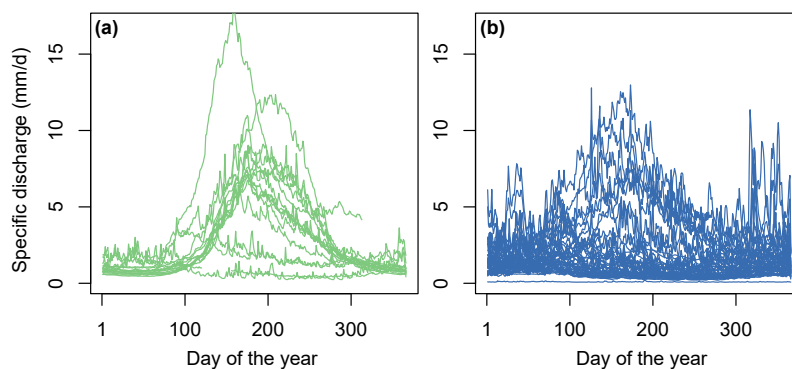 (a) (b)
Specific discharge (mm/d)
15 15
10 10
5 5
0 0
1 100 200 300 1 100 200 300
Day of the year Day of the year